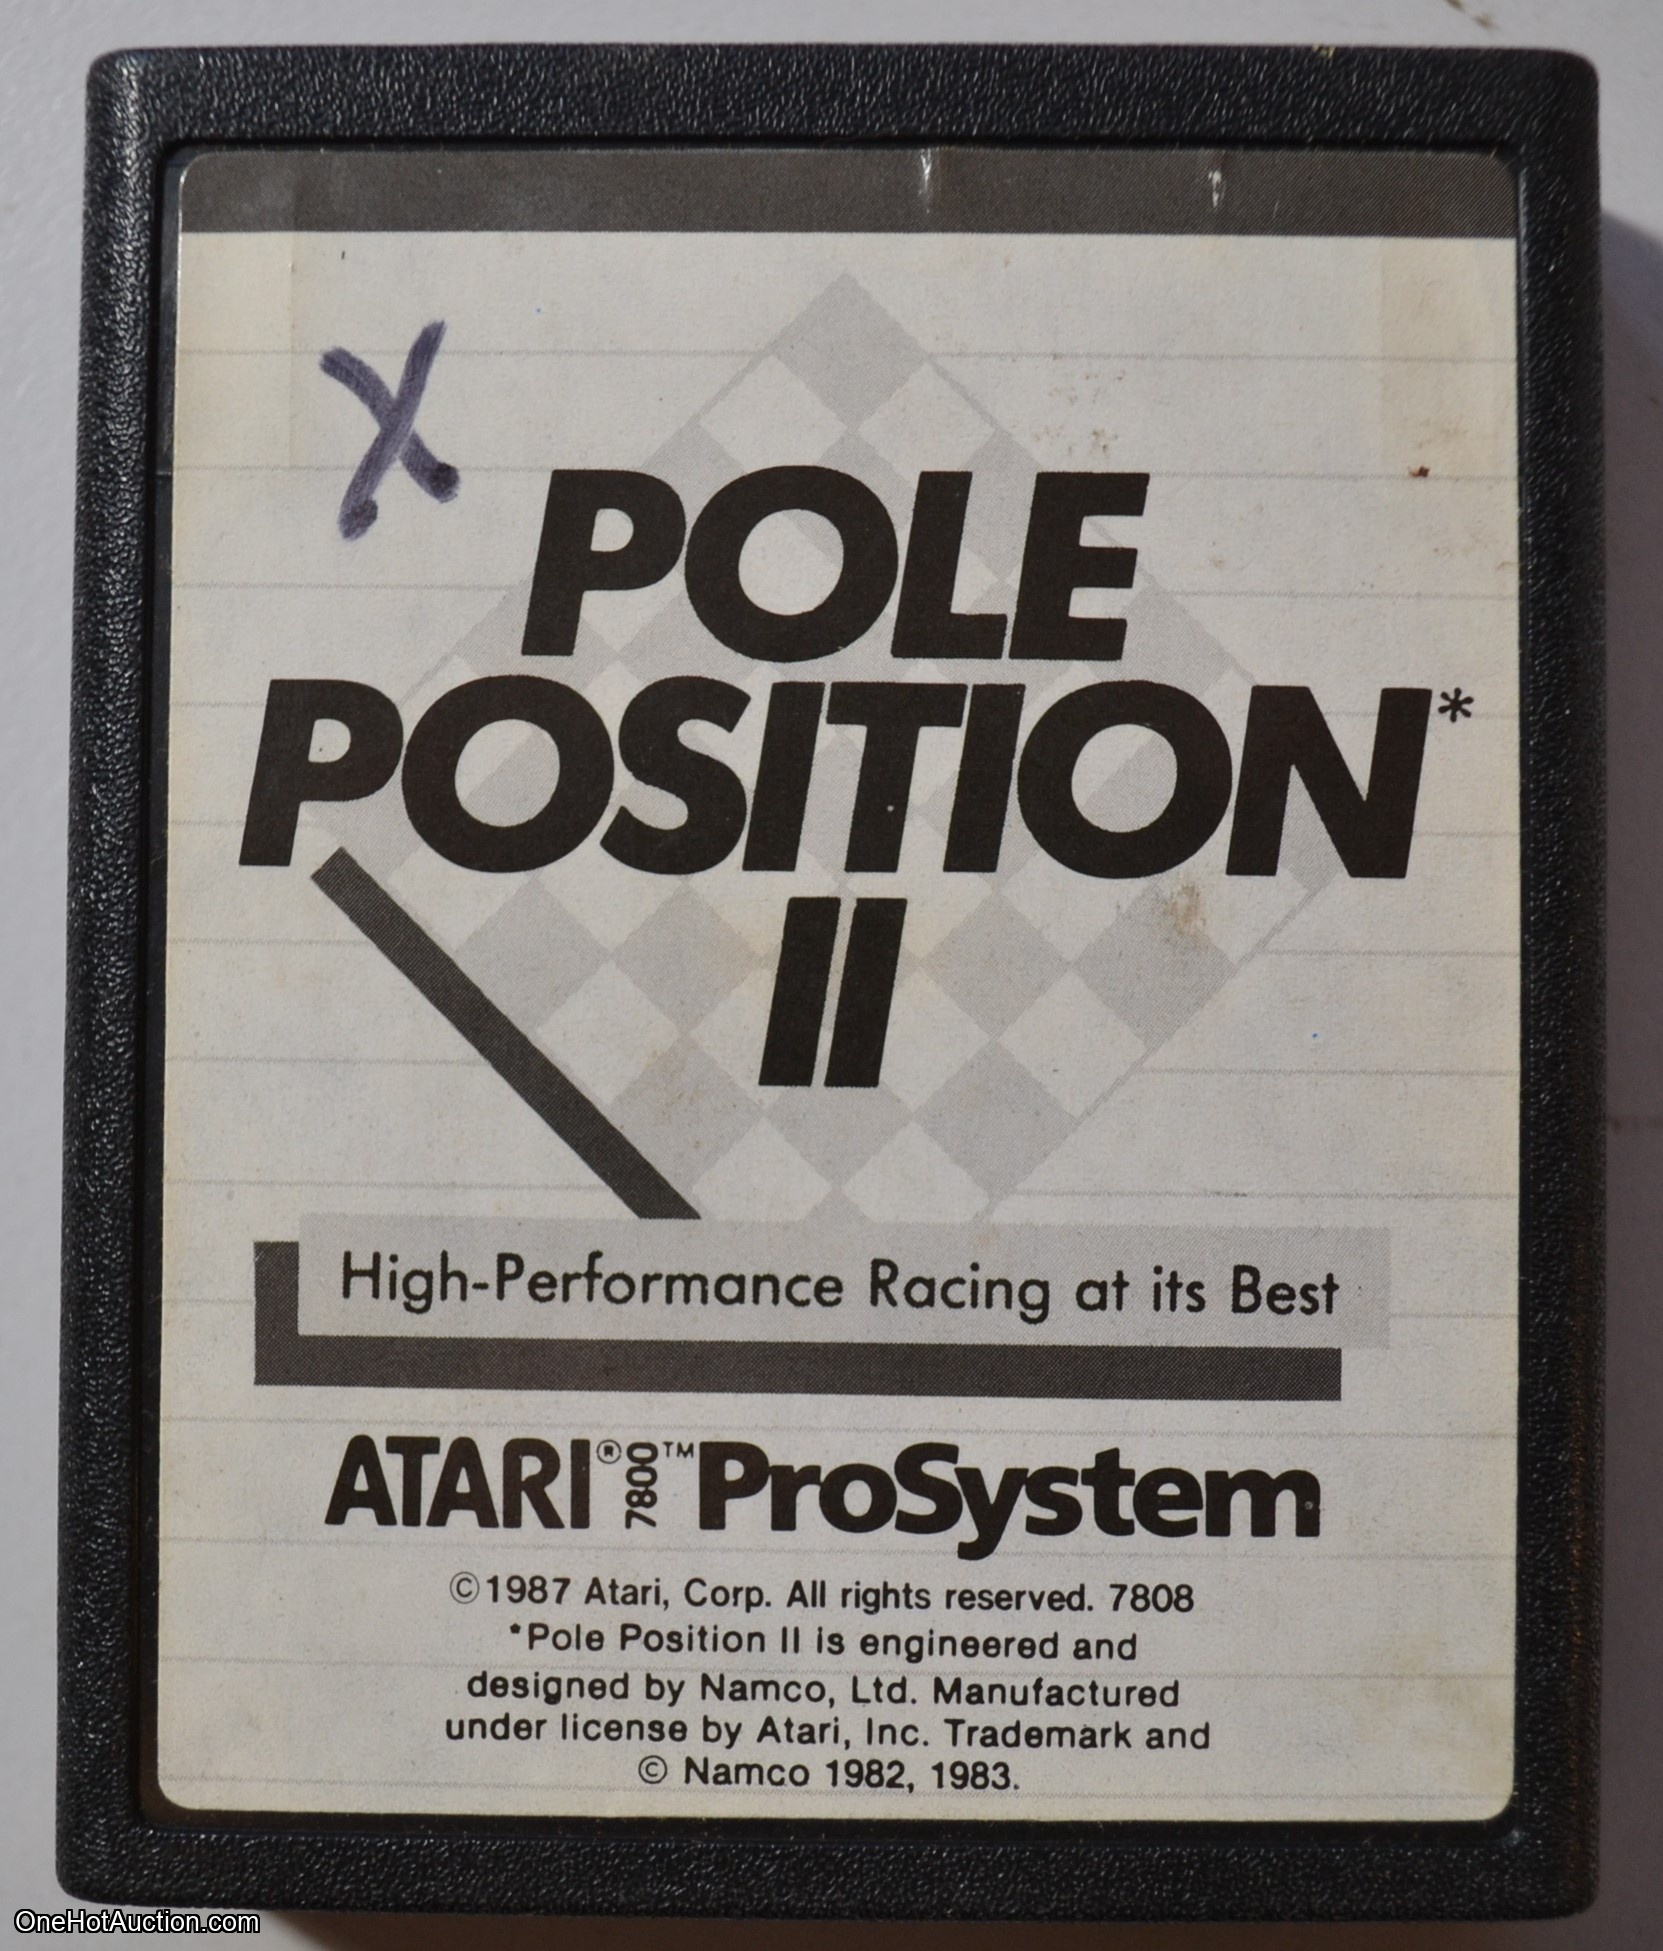 X
POLE
POSITION*
II
High-Performance Racing at its Best
ATARI® 7800™ ProSystem
©1987 Atari, Corp. All rights reserved. 7808
*Pole Position II is engineered and
designed by Namco, Ltd. Manufactured
under license by Atari, Inc. Trademark and
© Namco 1982, 1983.
OneHotAuction.com